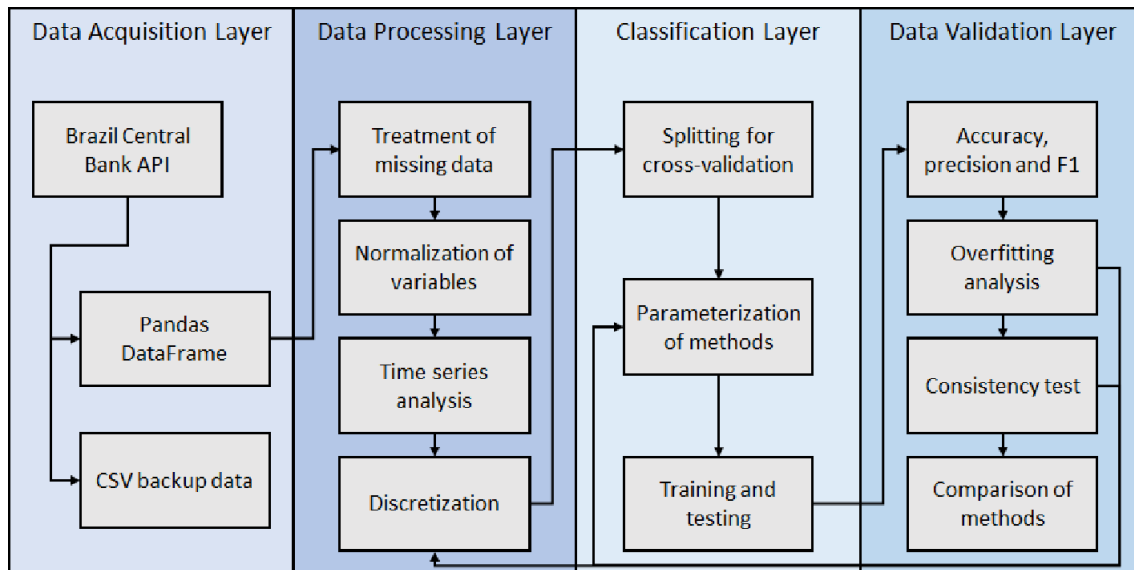 Data Acquisition Layer
Brazil Central
Bank API
Pandas
DataFrame
CSV backup data
Data Processing Layer
Treatment of
missing data
Normalization of
variables
Time series
analysis
Discretization
Classification Layer
Splitting for
cross-validation
Parameterization
of methods
Training and
testing
Data Validation Layer
Accuracy,
precision and F1
Overfitting
analysis
Consistency test
Comparison of
methods